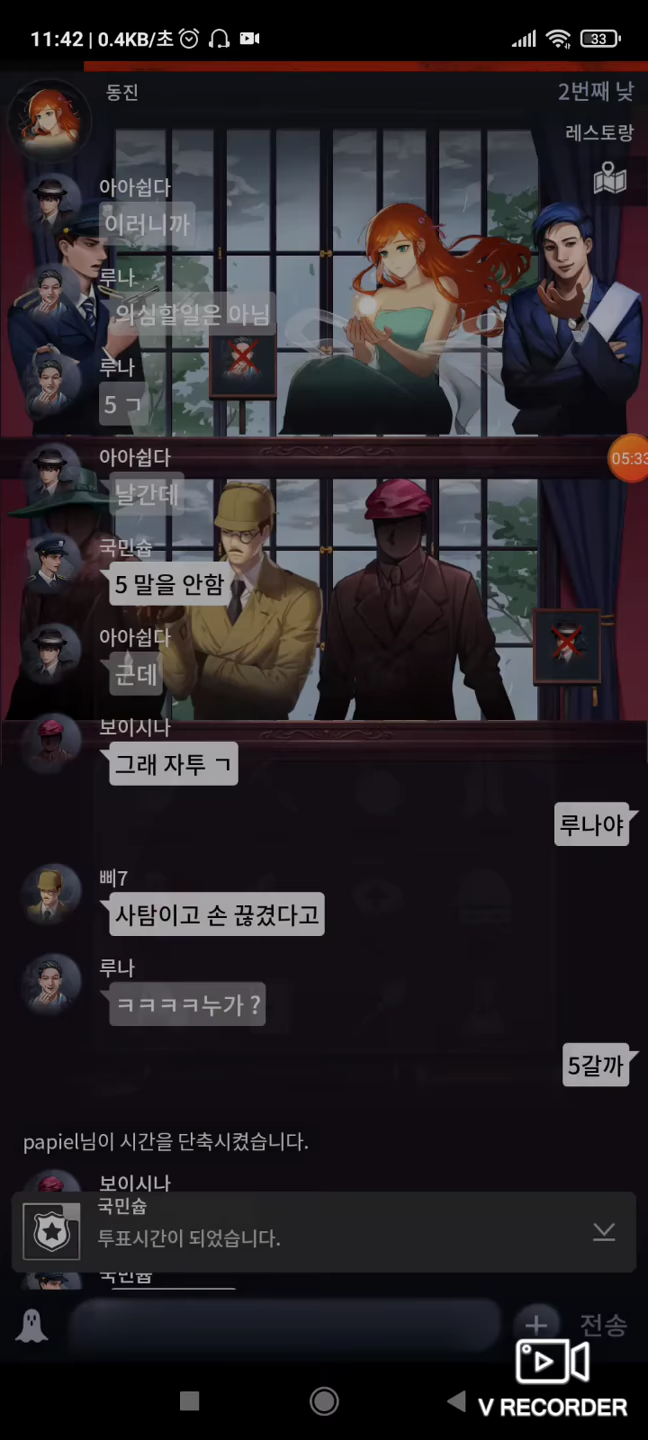 11:42 | 0.4KB/초
33
동진
2번째 낮
레스토랑
아아쉽다
이러니까
루나
의심할일은 아님
루나
5 ㄱ
05:33
아아쉽다
날간데
국민슙
5 말을 안함
아아쉽다
근데
보이시나
그래 자투 ㄱ
루나야
삐7
사탐이고 손 끊겼다고
루나
ㅋㅋㅋㅋ누가 ?
5갈까
papiel님이 시간을 단축시켰습니다.
보이시나
국민슙
투표시간이 되었습니다.
국민슙
전송
V RECORDER